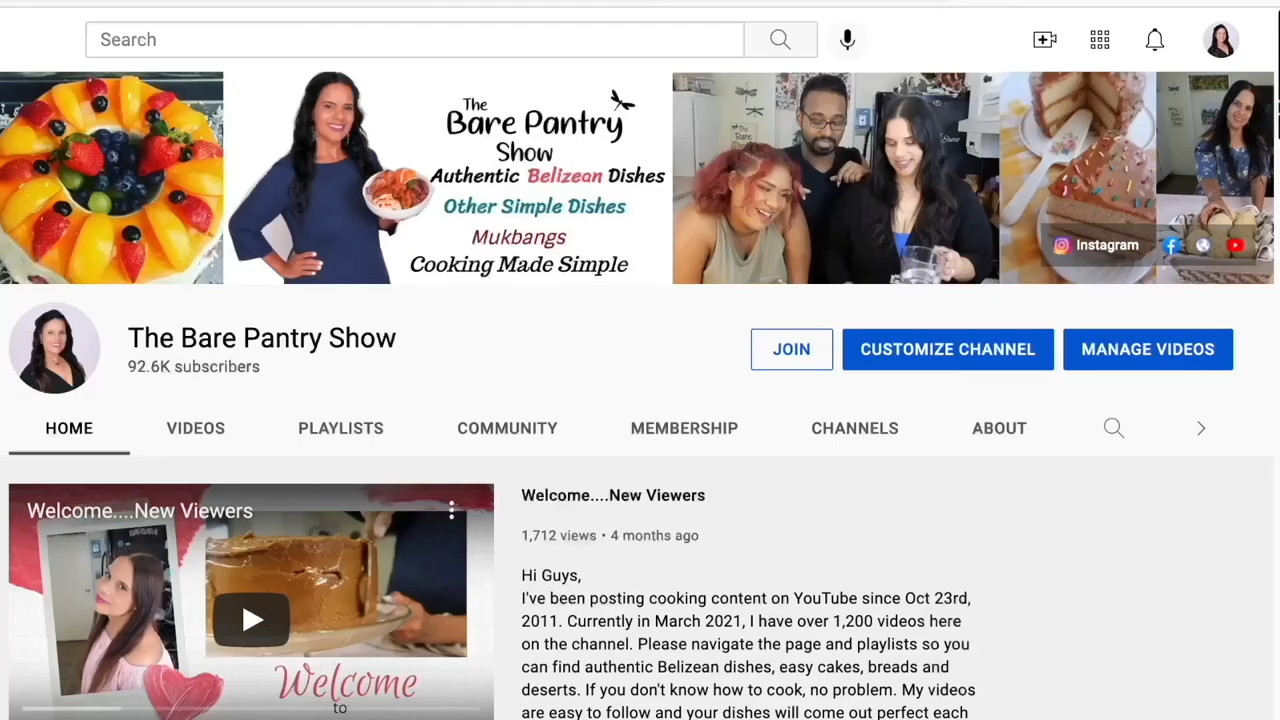 Search
The
Bare Pantry
Show
Authentic Belizean Dishes
Other Simple Dishes
Mukbangs
Cooking Made Simple
Instagram
The Bare Pantry Show
92.6K subscribers
JOIN
CUSTOMIZE CHANNEL
MANAGE VIDEOS
HOME
VIDEOS
PLAYLISTS
COMMUNITY
MEMBERSHIP
CHANNELS
ABOUT
Welcome....New Viewers
Welcome
to
Welcome....New Viewers
1,712 views • 4 months ago
Hi Guys,
I've been posting cooking content on YouTube since Oct 23rd,
2011. Currently in March 2021, I have over 1,200 videos here
on the channel. Please navigate the page and playlists so you
can find authentic Belizean dishes, easy cakes, breads and
deserts. If you don't know how to cook, no problem. My videos
are easy to follow and your dishes will come out perfect each